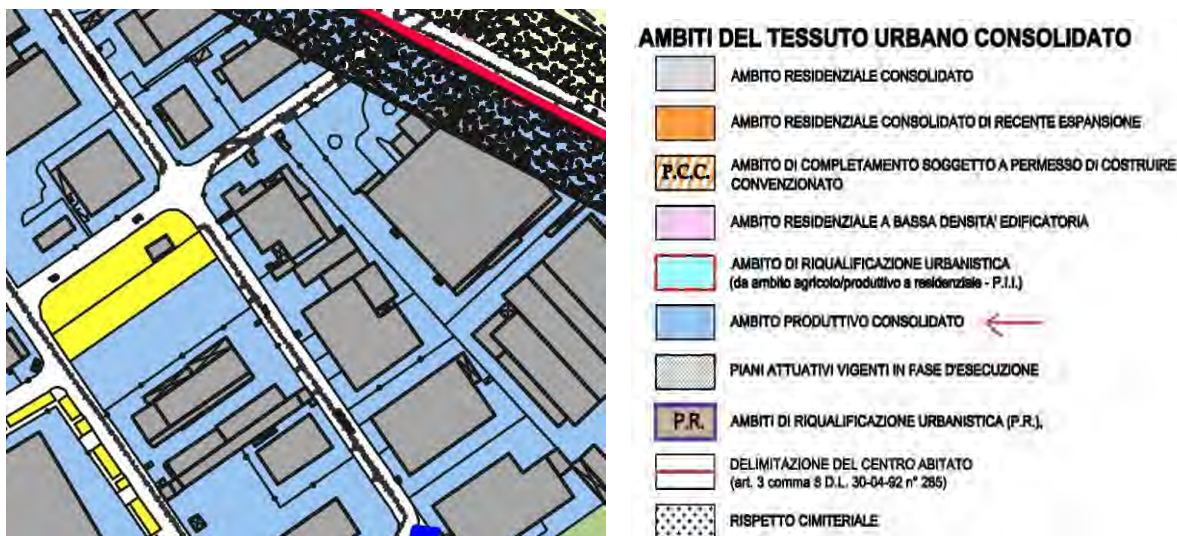 AMBITI DEL TESSUTO URBANO CONSOLIDATO
AMBITO RESIDENZIALE CONSOLIDATO
AMBITO RESIDENZIALE CONSOLIDATO DI RECENTE ESPANSIONE
P.C.C.
AMBITO DI COMPLETAMENTO SOGGETTO A PERMESSO DI COSTRUIRE
CONVENZIONATO
AMBITO RESIDENZIALE A BASSA DENSITA' EDIFICATORIA
AMBITO DI RIQUALIFICAZIONE URBANISTICA
(da ambito agricolo/produttivo a residenziale - P.I.I.)
AMBITO PRODUTTIVO CONSOLIDATO
PIANI ATTUATIVI VIGENTI IN FASE D'ESECUZIONE
P.R.
AMBITI DI RIQUALIFICAZIONE URBANISTICA (P.R.).
DELIMITAZIONE DEL CENTRO ABITATO
(art. 3 comma 8 D.L. 30-04-92 n° 285)
RISPETTO CIMITERIALE